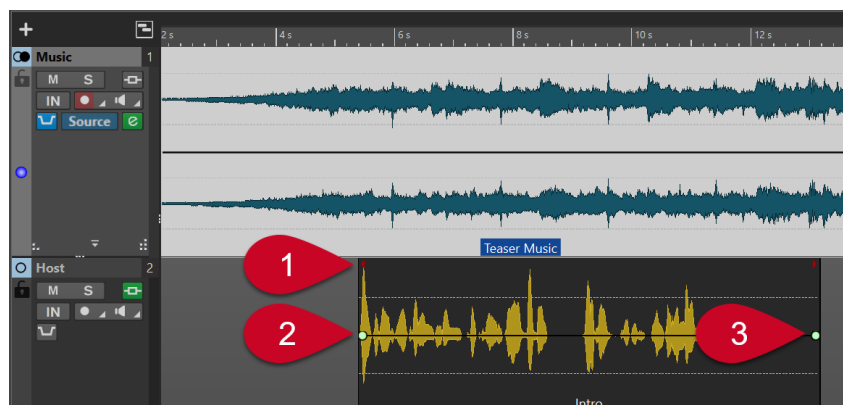 +
2 s 4 s 6 s 8 s 10 s 12 s
Music 1
M S
IN
Source e
Teaser Music
1
Host 2
M S
IN
2
3
Intro